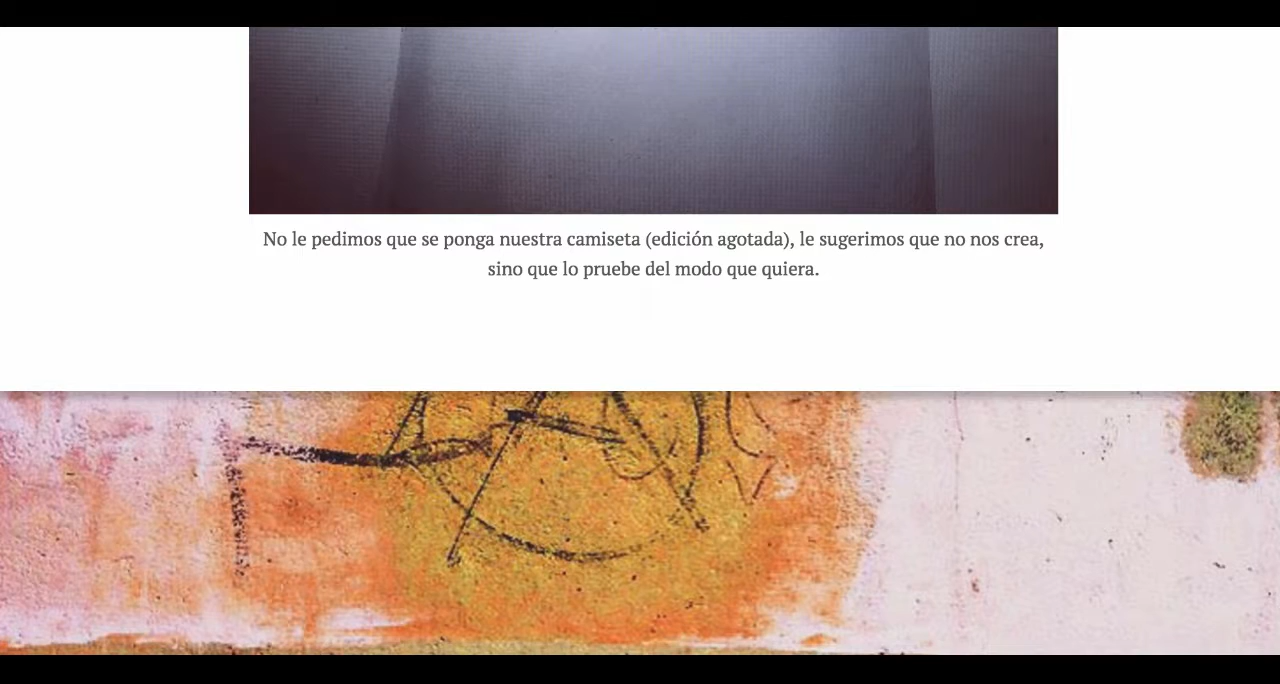 No le pedimos que se ponga nuestra camiseta (edición agotada), le sugerimos que no nos crea,
sino que lo pruebe del modo que quiera.